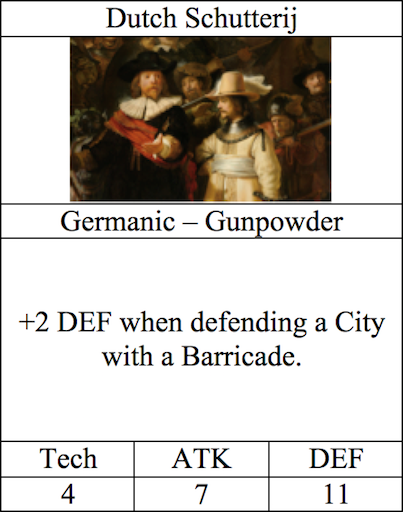 Dutch Schutterij
Germanic – Gunpowder
+2 DEF when defending a City
with a Barricade.
Tech ATK DEF
4 7 11